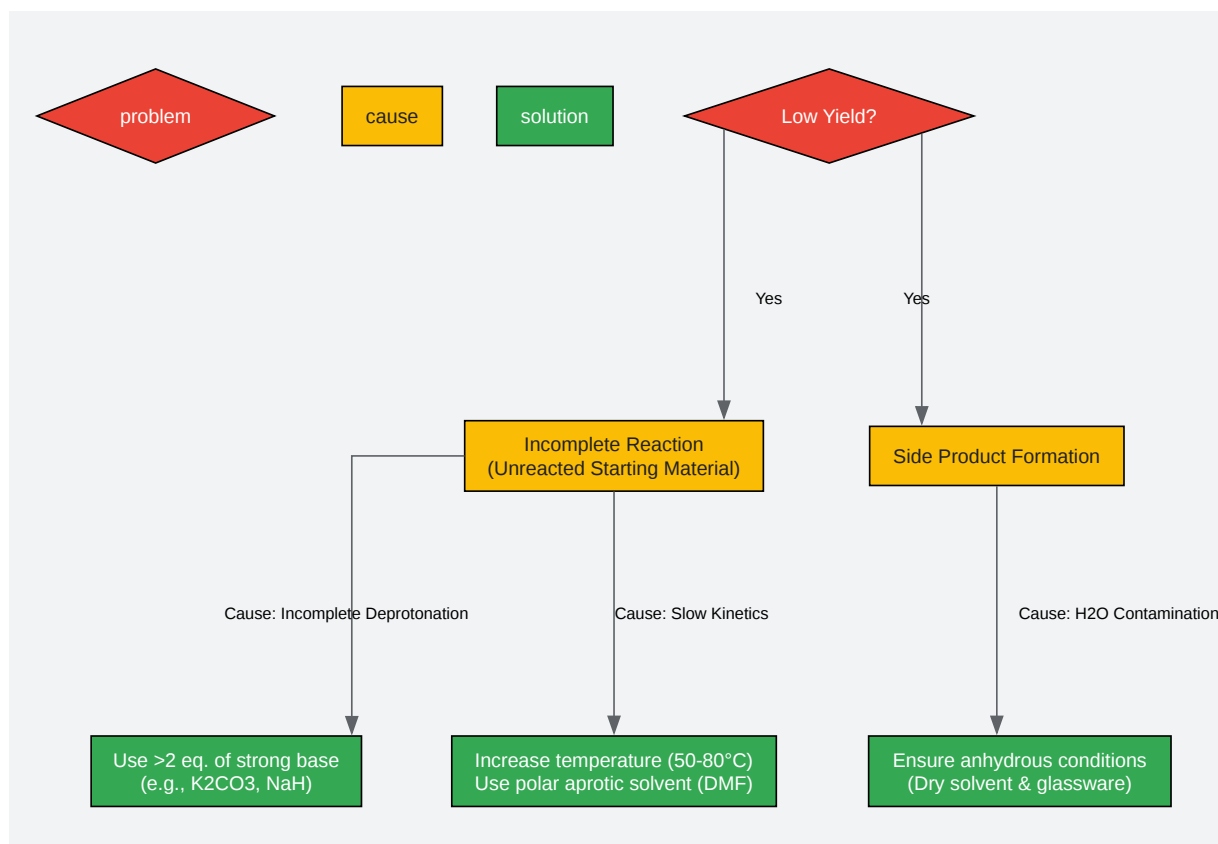 problem
cause
solution
Low Yield?
Yes
Yes
Incomplete Reaction
(Unreacted Starting Material)
Side Product Formation
Cause: Incomplete Deprotonation
Cause: Slow Kinetics
Cause: H2O Contamination
Use >2 eq. of strong base
(e.g., K2CO3, NaH)
Increase temperature (50-80°C)
Use polar aprotic solvent (DMF)
Ensure anhydrous conditions
(Dry solvent & glassware)